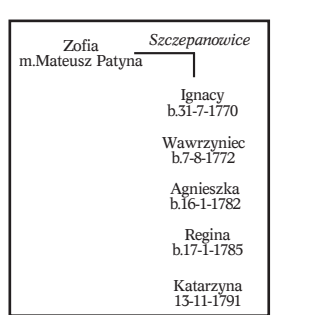 Zofia
m.Mateusz Patyna
Szczepanowice
Ignacy
b.31-7-1770
Wawrzyniec
b.7-8-1772
Agnieszka
b.16-1-1782
Regina
b.17-1-1785
Katarzyna
13-11-1791